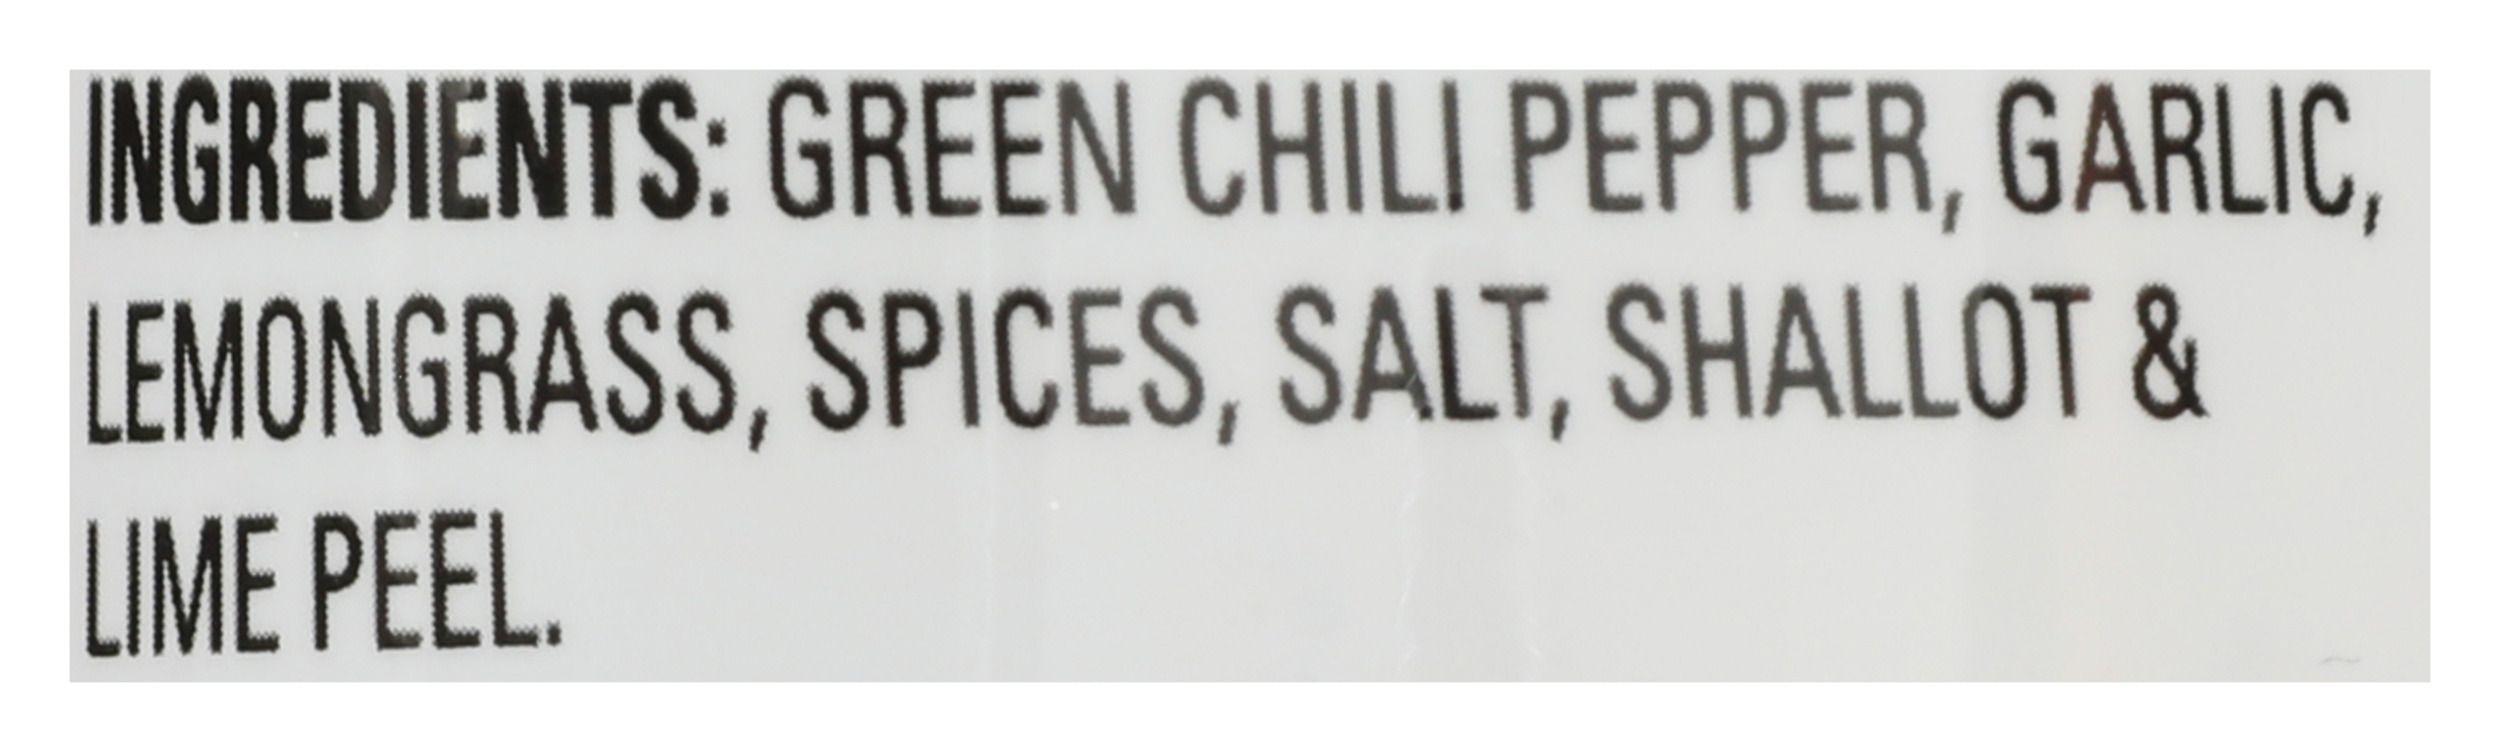 INGREDIENTS: GREEN CHILI PEPPER, GARLIC,
LEMONGRASS, SPICES, SALT, SHALLOT &
LIME PEEL.